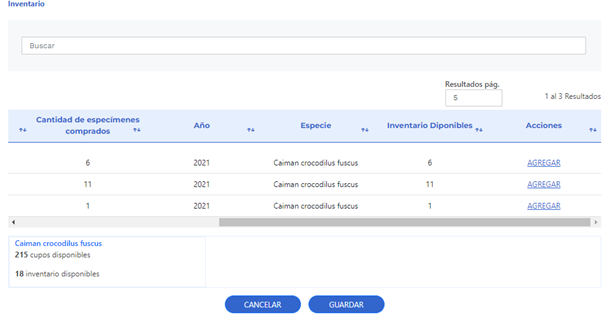 Inventario
Buscar
Resultados pág.
5
1 al 3 Resultados
Cantidad de especímenes comprados Año Especie Inventario Diponibles Acciones
6 2021 Caiman crocodilus fuscus 6 AGREGAR
11 2021 Caiman crocodilus fuscus 11 AGREGAR
1 2021 Caiman crocodilus fuscus 1 AGREGAR
Caiman crocodilus fuscus
215 cupos disponibles
18 inventario disponibles
CANCELAR GUARDAR